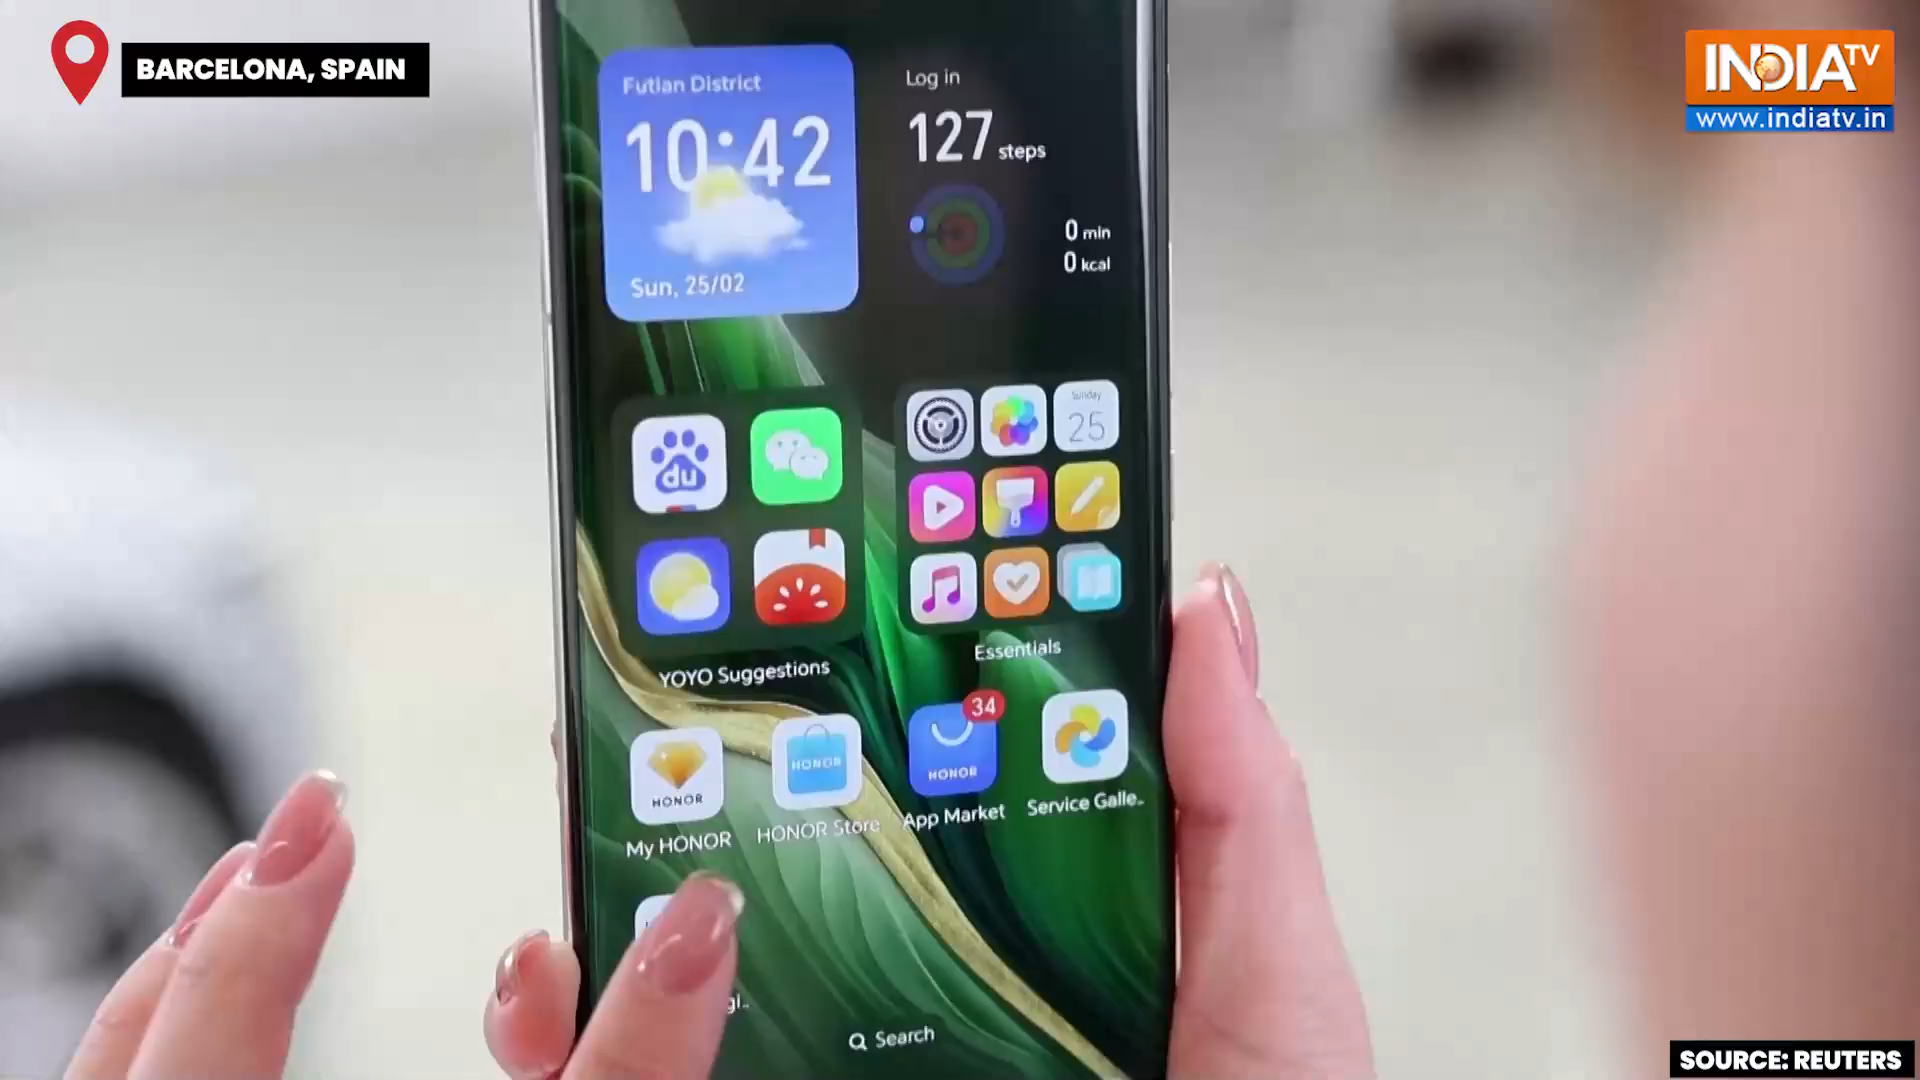 BARCELONA, SPAIN
INDIA TV
www.indiatv.in
Futian District
10:42
Sun, 25/02
Log in
127 steps
0 min
0 kcal
du
Sunday
25
YOYO Suggestions
Essentials
HONOR
HONOR
34
HONOR
My HONOR
HONOR Store
App Market
Service Galle..
gi..
Search
SOURCE: REUTERS